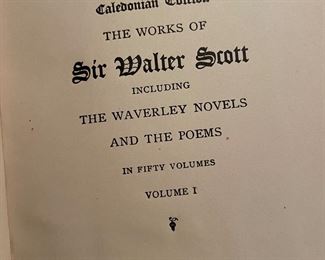 Caledonian Edition
THE WORKS OF
Sir Walter Scott
INCLUDING
THE WAVERLEY NOVELS
AND THE POEMS
IN FIFTY VOLUMES
VOLUME I